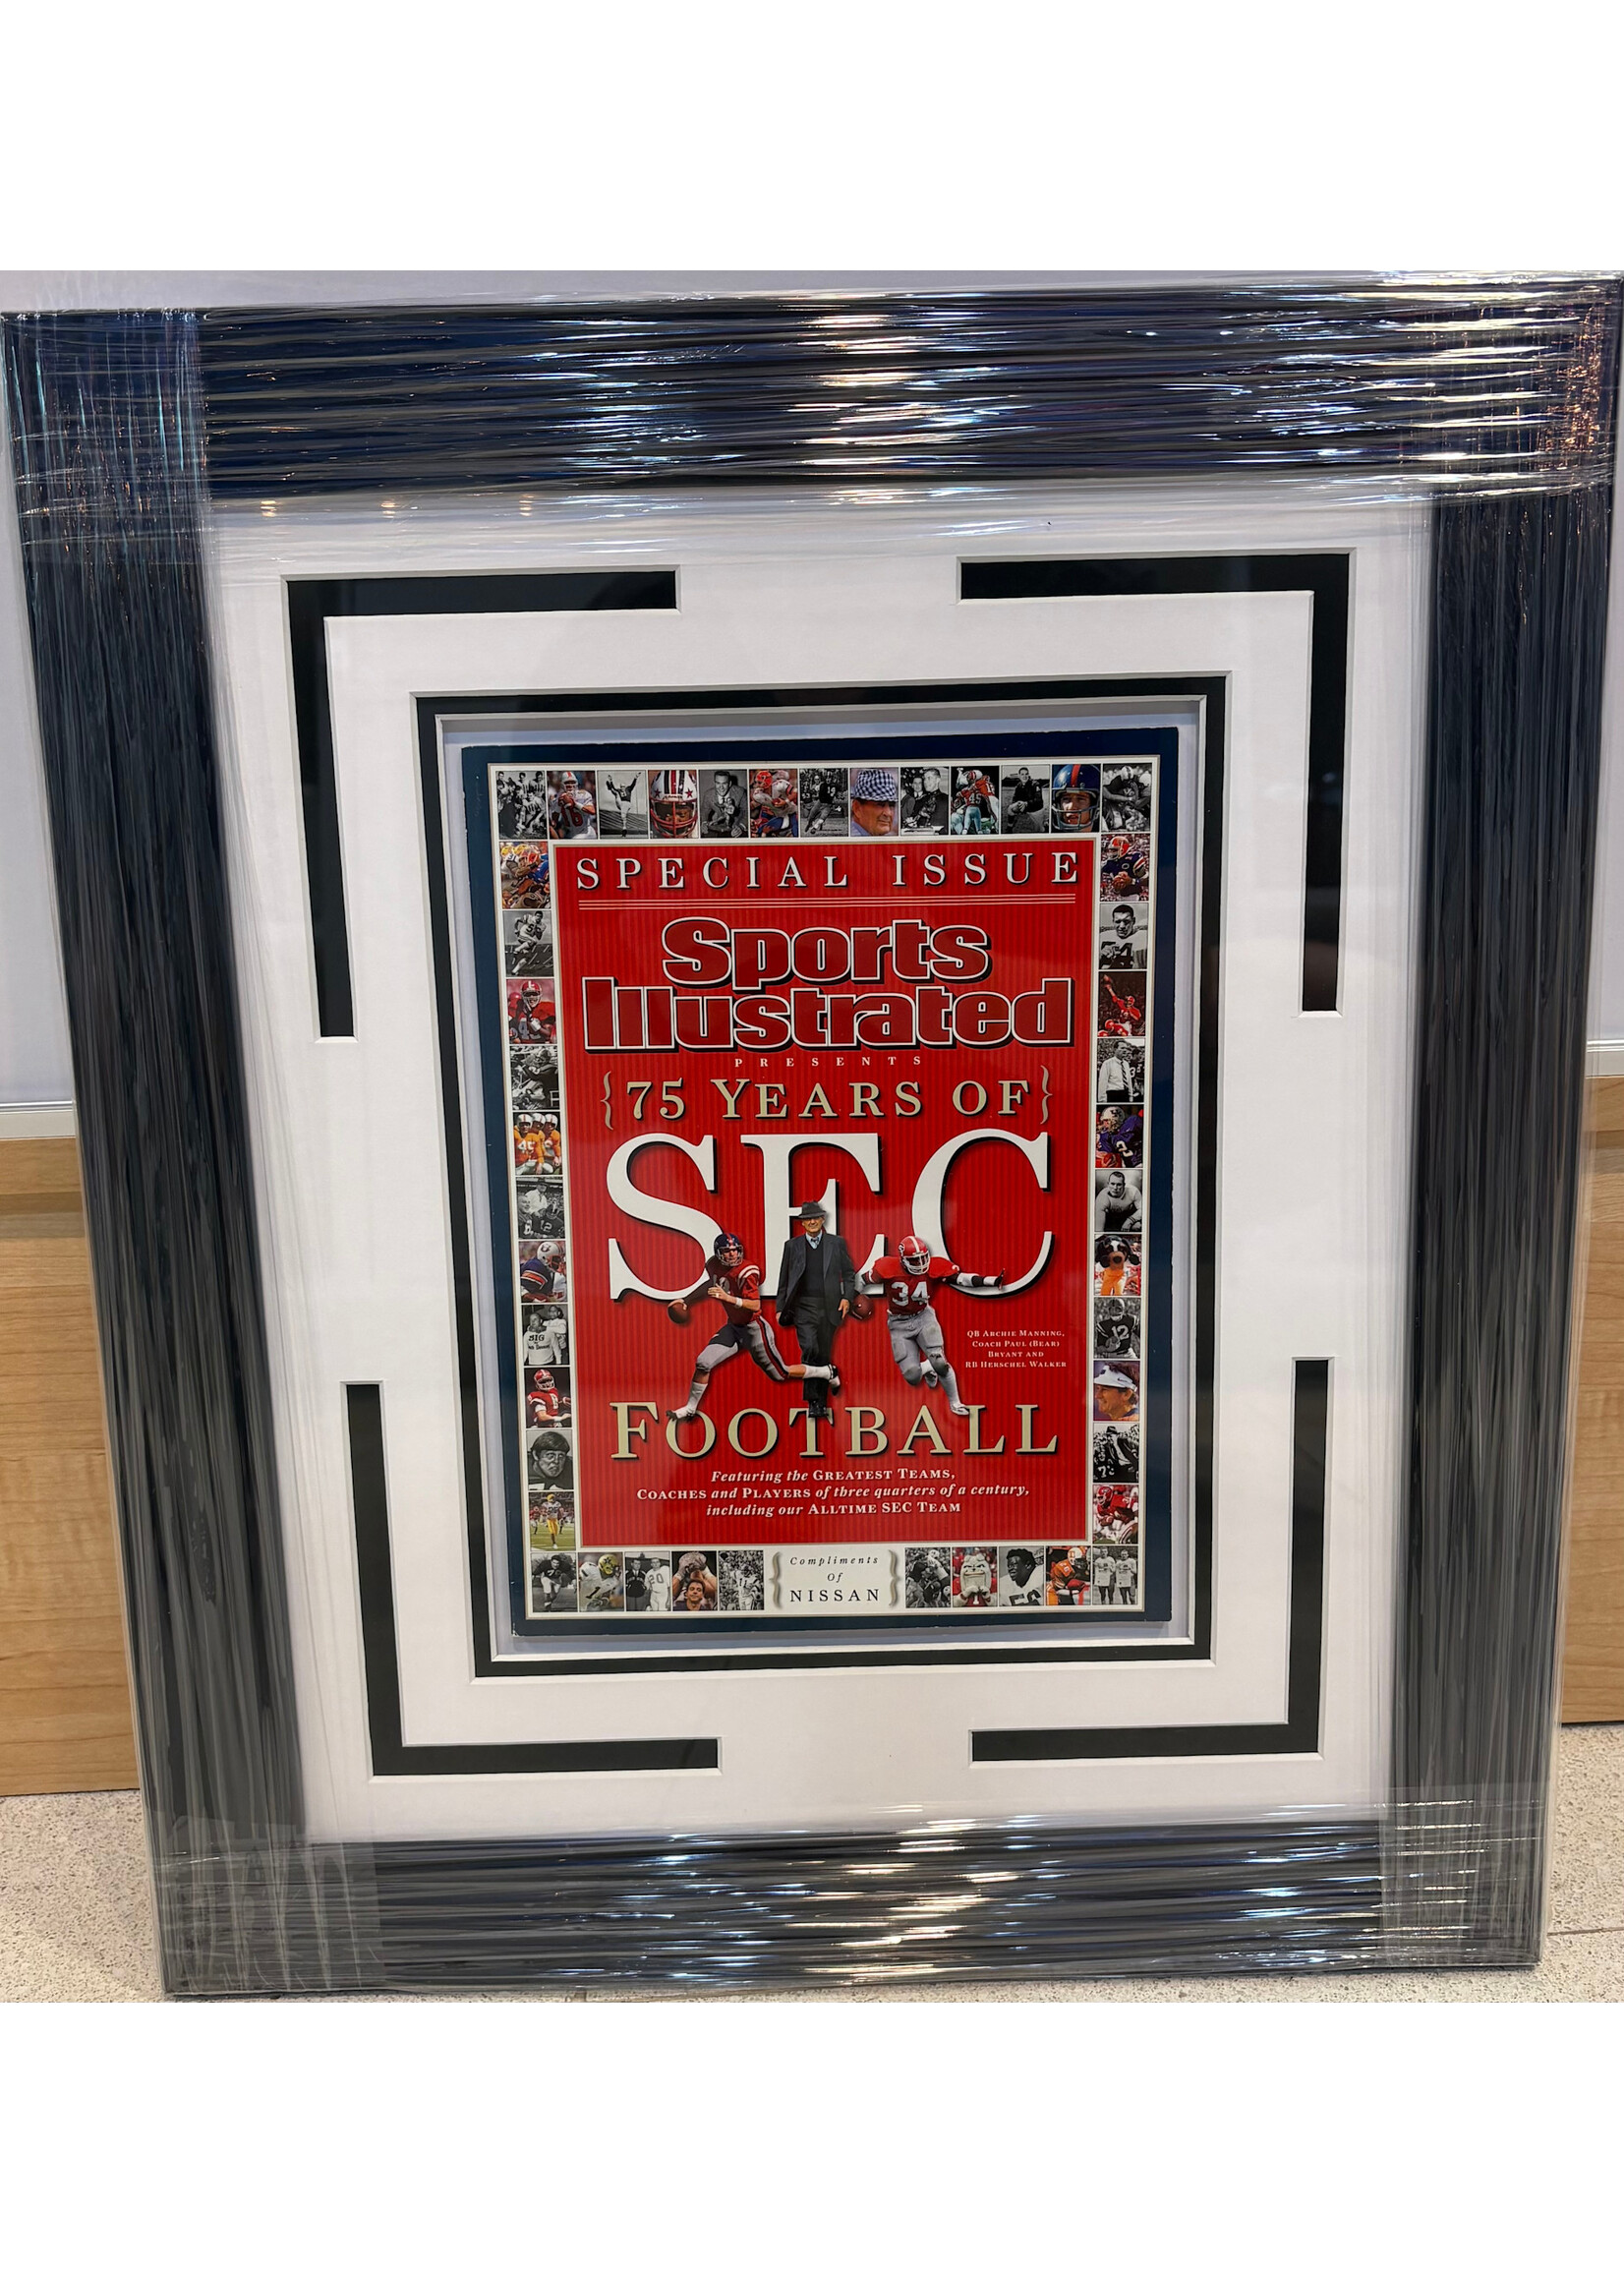 SPECIAL ISSUE
Sports
Illustrated
PRESENTS
{75 YEARS OF}
SEC
34
QB ARCHIE MANNING,
COACH PAUL (BEAR)
BRYANT AND
RB HERSCHEL WALKER
FOOTBALL
Featuring the GREATEST TEAMS,
COACHES and PLAYERS of three quarters of a century,
including our ALLTIME SEC TEAM
Compliments
Of
NISSAN